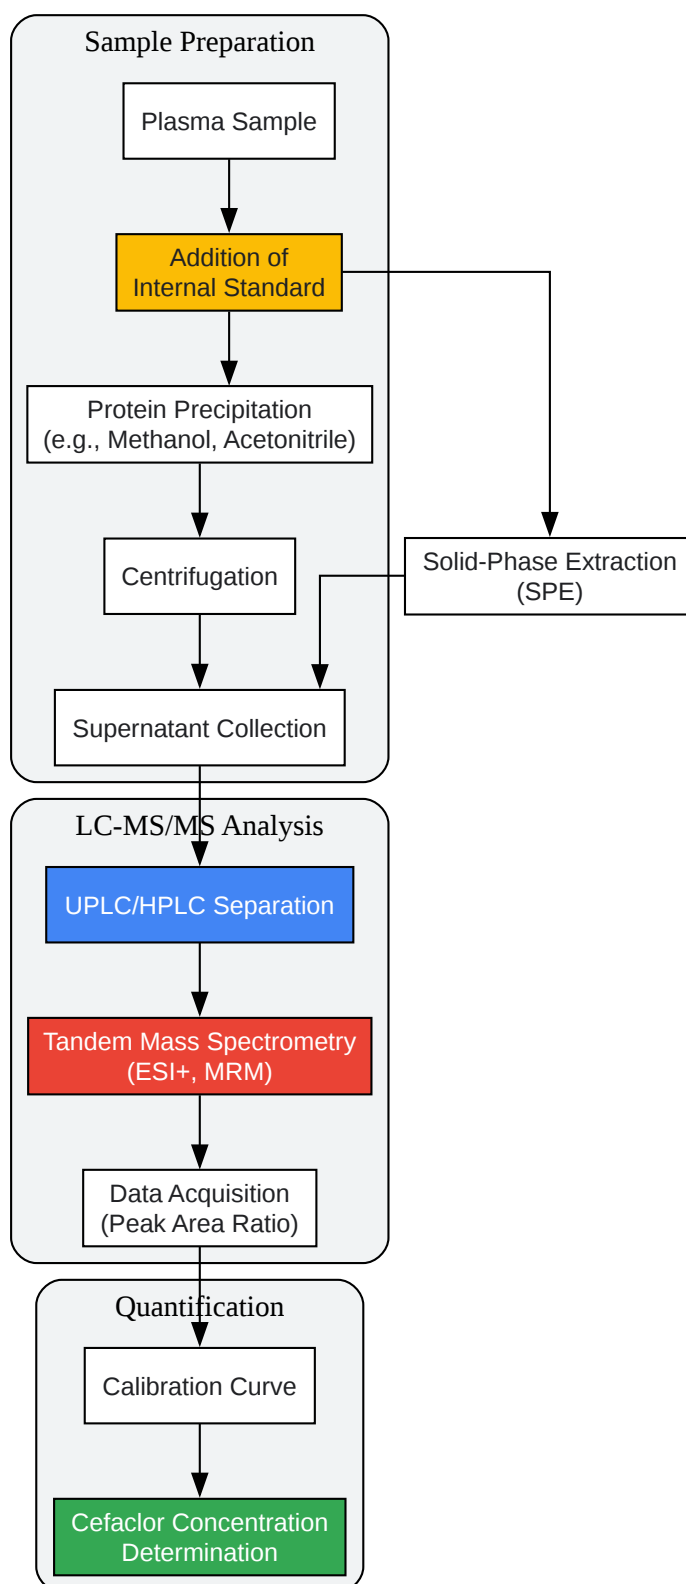 Sample Preparation
Plasma Sample
Addition of
Internal Standard
Protein Precipitation
(e.g., Methanol, Acetonitrile)
Centrifugation
Solid-Phase Extraction
(SPE)
Supernatant Collection
LC-MS/MS Analysis
UPLC/HPLC Separation
Tandem Mass Spectrometry
(ESI+, MRM)
Data Acquisition
(Peak Area Ratio)
Quantification
Calibration Curve
Cefaclor Concentration
Determination